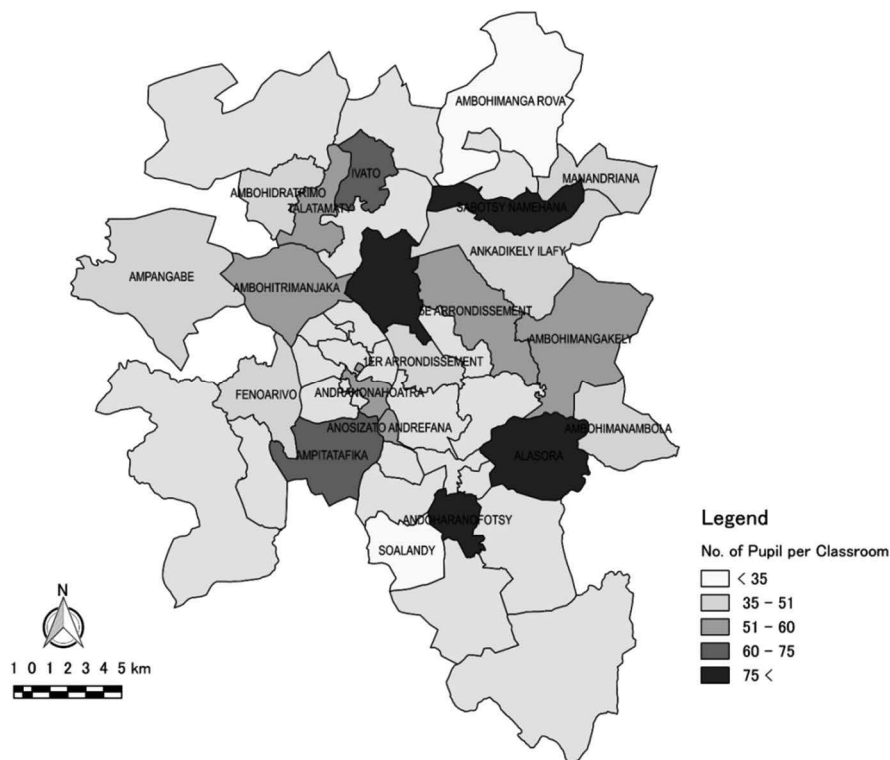 AMBOHIMANGA ROVA
IVATO
MANANDRIANA
AMBOHIDRATRIMO
TALATAMATY
SABOTSY NAMEHANA
ANKADIKELY ILAFY
AMPANGABE
AMBOHITRIMANJAKA
5E ARRONDISSEMENT
AMBOHIMANGAKELY
1ER ARRONDISSEMENT
FENOARIVO
ANDRANONAHOATRA
ANOSIZATO ANDREFANA
AMBOHIMANAMBOLA
AMPITATAFIKA
ALASORA
ANDOHARANOFOTSY
SOALANDY
Legend
No. of Pupil per Classroom
< 35
35 - 51
51 - 60
60 - 75
75 <
N
1 0 1 2 3 4 5 km